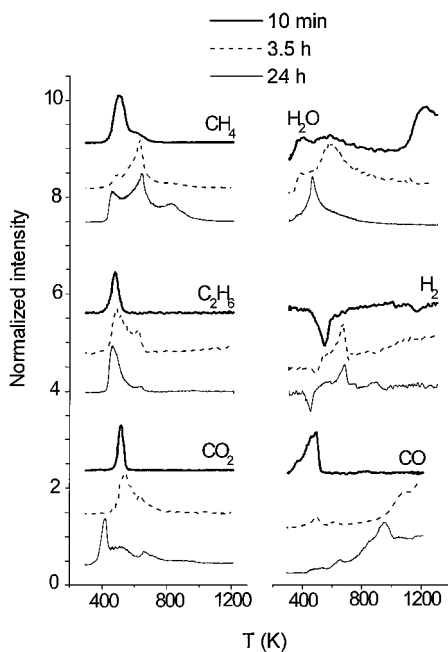 10 min
3.5 h
24 h
10
8
6
4
2
0
Normalized intensity
CH4
H2O
C2H6
H2
CO2
CO
400 800 1200
400 800 1200
T (K)